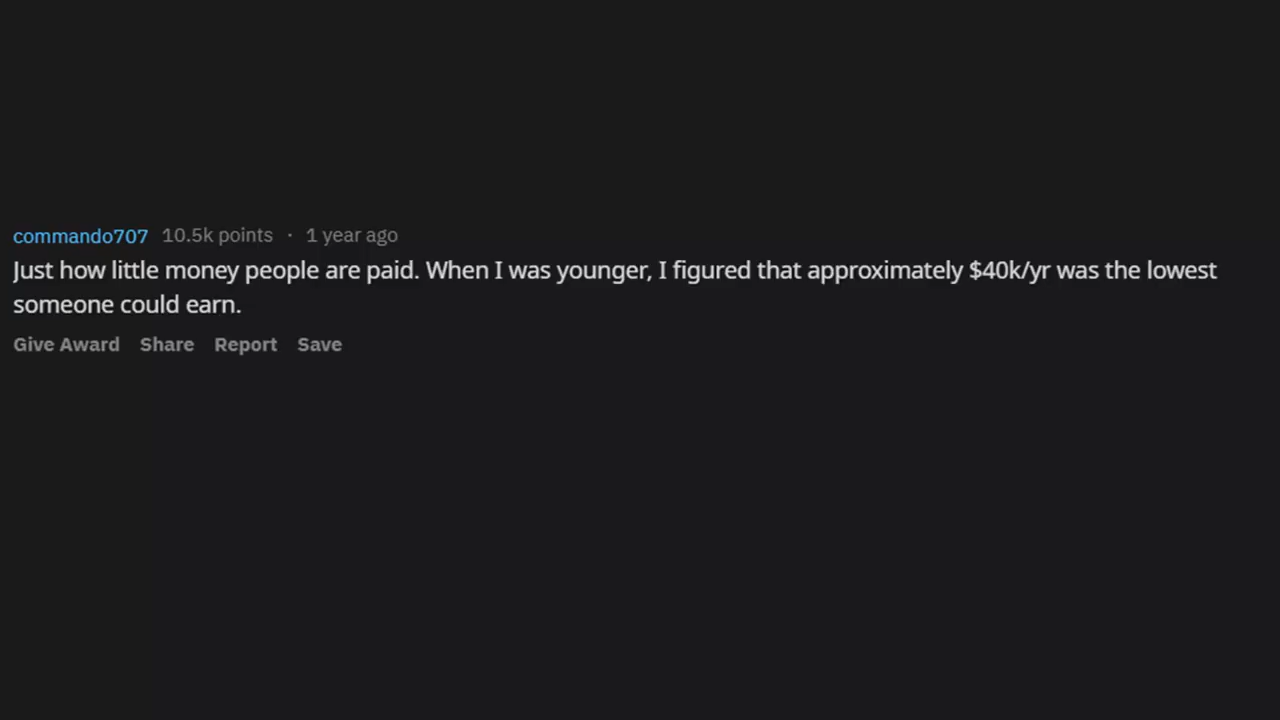 commando707 10.5k points · 1 year ago
Just how little money people are paid. When I was younger, I figured that approximately $40k/yr was the lowest
someone could earn.
Give Award Share Report Save